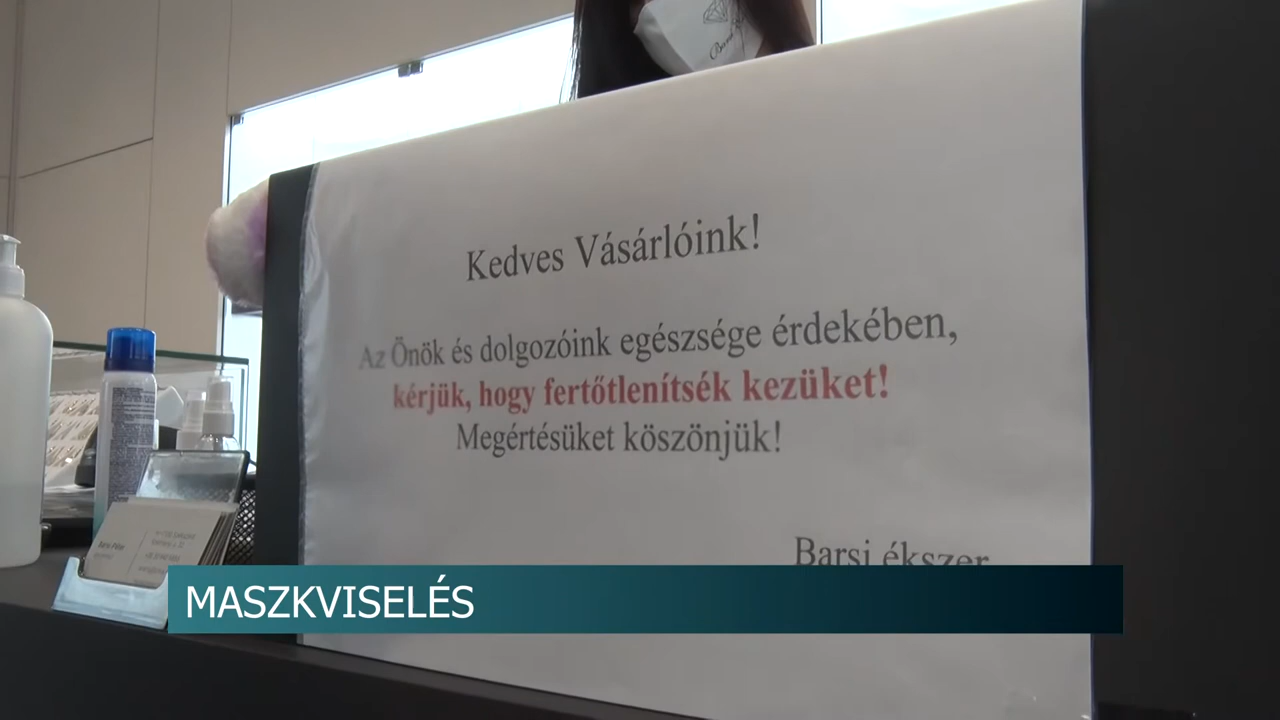 Kedves Vásárlóink!
Az Önök és dolgozóink egészsége érdekében,
kérjük, hogy fertőtlenítsék kezüket!
Megértésüket köszönjük!
Barsi ékszer
MASZKVISELÉS